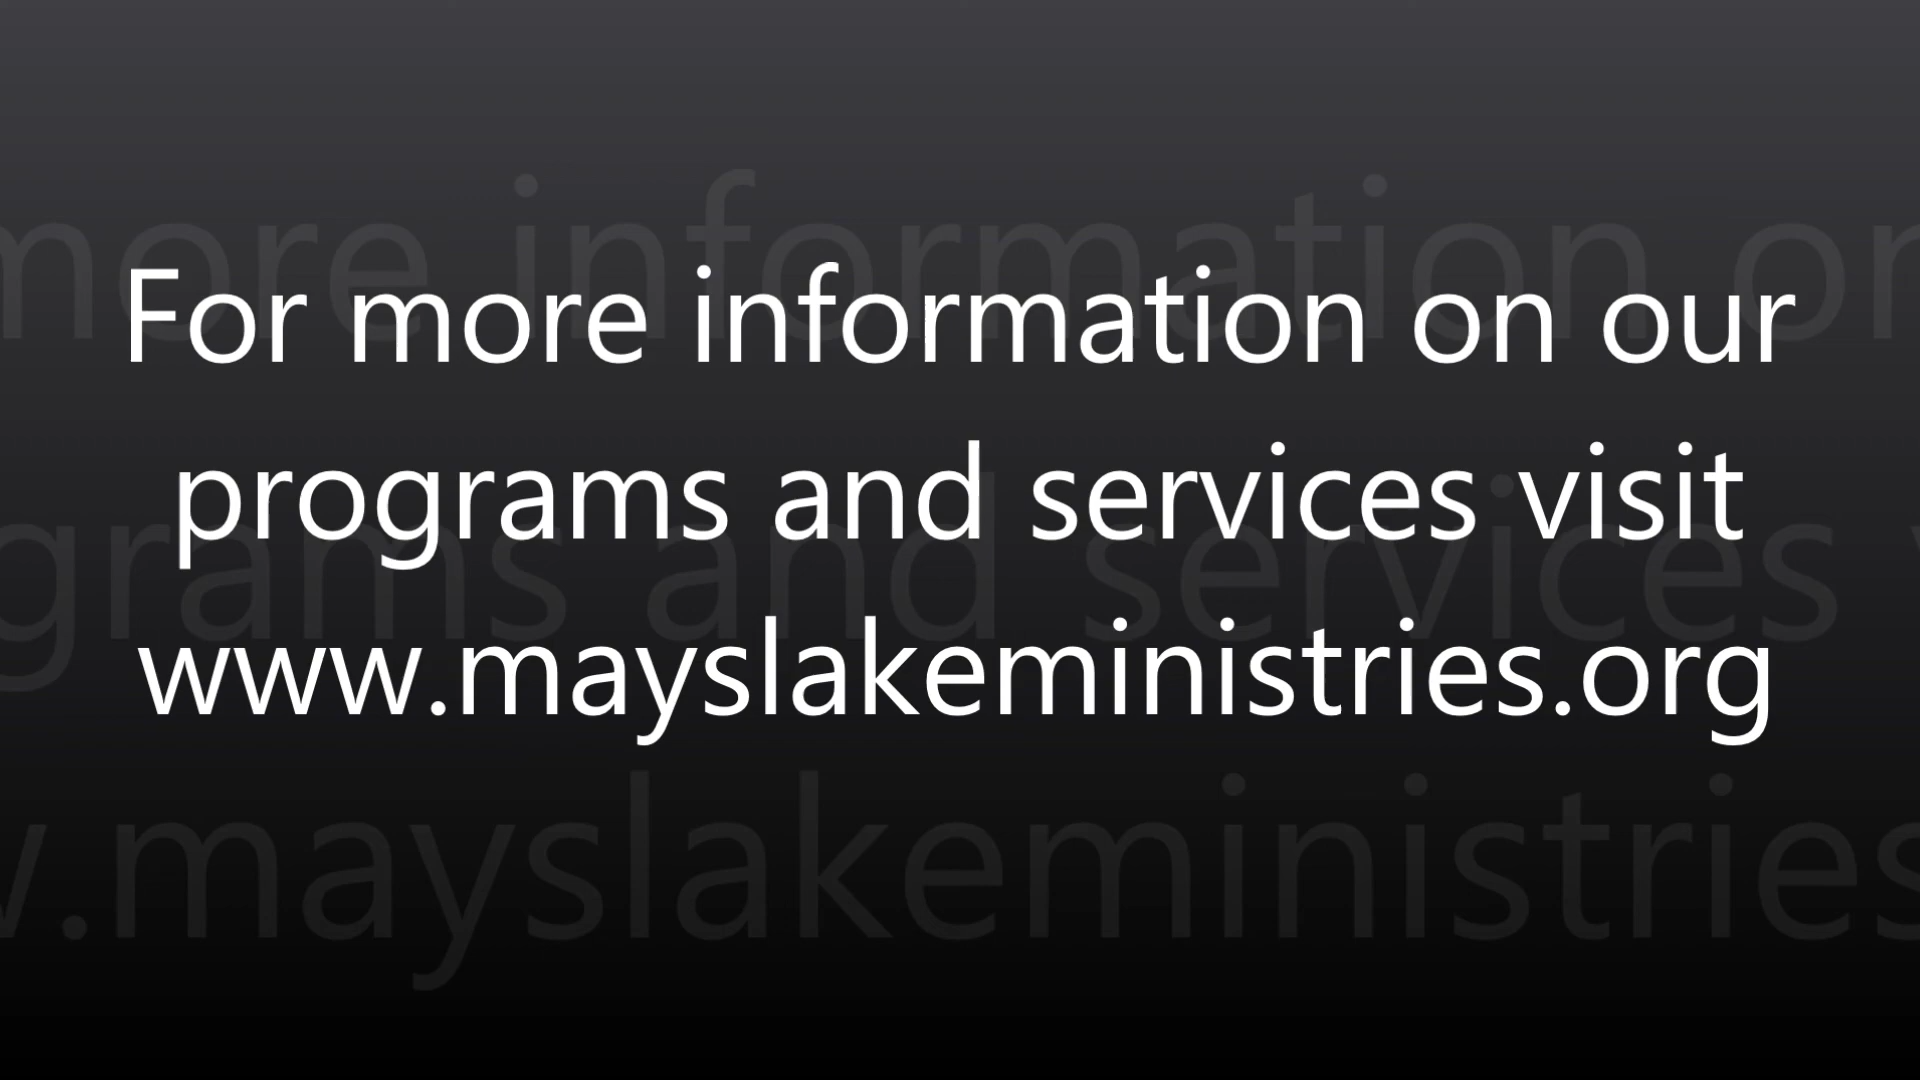 For more information on our
programs and services visit
www.mayslakeministries.org